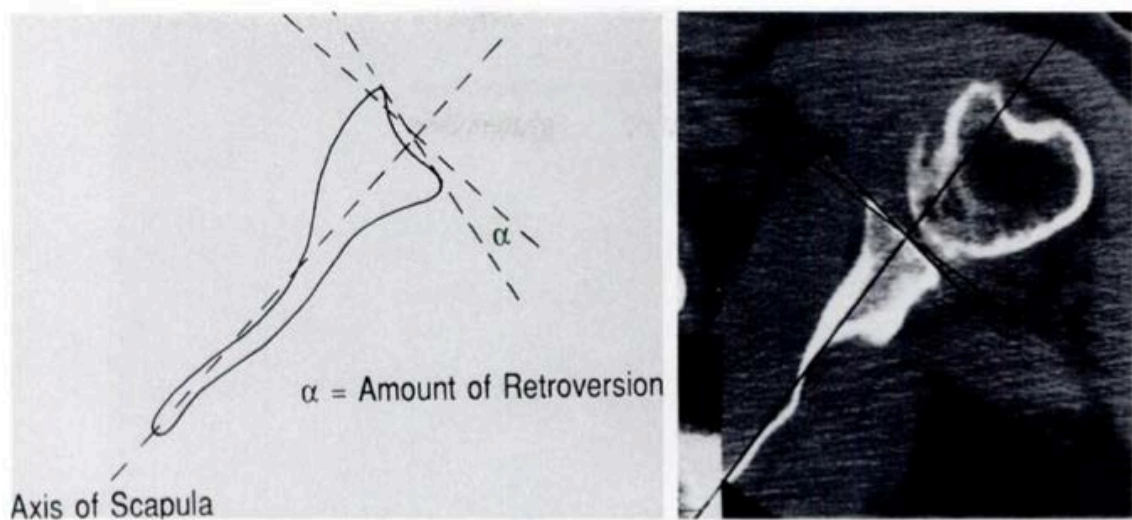 α
α = Amount of Retroversion
Axis of Scapula